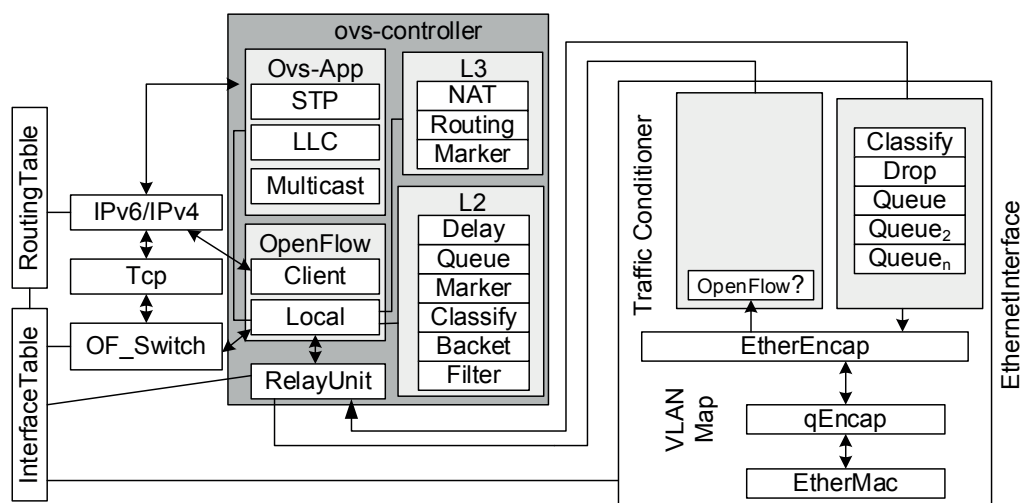 ovs-controller
Ovs-App
STP
LLC
Multicast
L3
NAT
Routing
Marker
OpenFlow
Client
Local
RelayUnit
L2
Delay
Queue
Marker
Classify
Backet
Filter
RoutingTable
InterfaceTable
IPv6/IPv4
Tcp
OF_Switch
Traffic Conditioner
OpenFlow?
Classify
Drop
Queue
Queue₂
Queueₙ
EtherEncap
VLAN
Map
qEncap
EtherMac
EthernetInterface